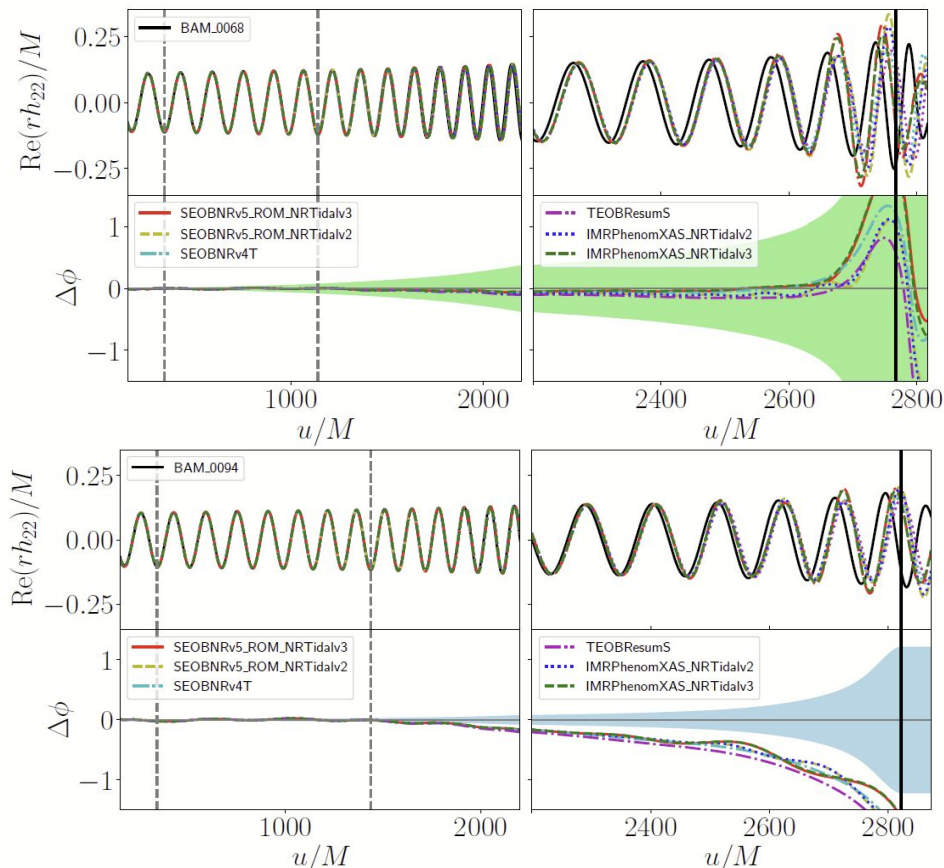 Re(rh₂₂)/M
0.25
0.00
−0.25
BAM_0068
Δϕ
1
0
−1
SEOBNRv5_ROM_NRTidalv3
SEOBNRv5_ROM_NRTidalv2
SEOBNRv4T
TEOBResumS
IMRPhenomXAS_NRTidalv2
IMRPhenomXAS_NRTidalv3
1000 2000 2400 2600 2800
u/M u/M
Re(rh₂₂)/M
0.25
0.00
−0.25
BAM_0094
Δϕ
1
0
−1
SEOBNRv5_ROM_NRTidalv3
SEOBNRv5_ROM_NRTidalv2
SEOBNRv4T
TEOBResumS
IMRPhenomXAS_NRTidalv2
IMRPhenomXAS_NRTidalv3
1000 2000 2400 2600 2800
u/M u/M